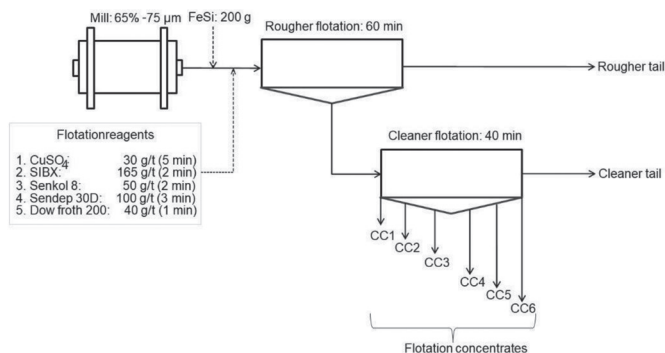 Mill: 65% -75 µm
FeSi: 200 g
Rougher flotation: 60 min
Rougher tail
Flotationreagents
1. CuSO4: 30 g/t (5 min)
2. SIBX: 165 g/t (2 min)
3. Senkol 8: 50 g/t (2 min)
4. Sendep 30D: 100 g/t (3 min)
5. Dow froth 200: 40 g/t (1 min)
Cleaner flotation: 40 min
Cleaner tail
CC1
CC2
CC3
CC4
CC5
CC6
Flotation concentrates